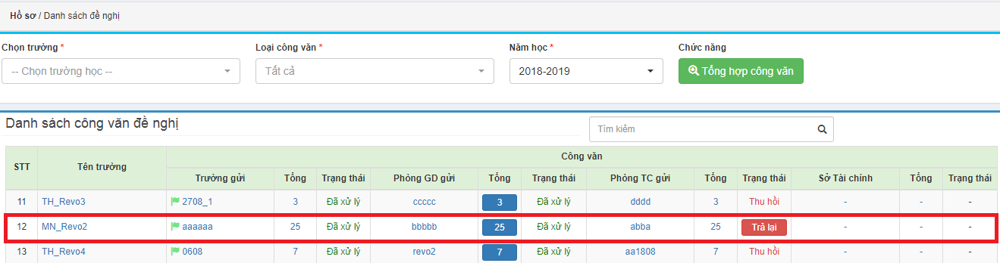 Hồ sơ / Danh sách đề nghị
Chọn trường * Loại công văn * Năm học * Chức năng
-- Chọn trường học -- Tất cả 2018-2019 Tổng hợp công văn
Danh sách công văn đề nghị Tìm kiếm
STT Tên trường Công văn
Trường gửi Tổng Trạng thái Phòng GD gửi Tổng Trạng thái Phòng TC gửi Tổng Trạng thái Sở Tài chính Tổng Trạng thái
11 TH_Revo3 2708_1 3 Đã xử lý ccccc 3 Đã xử lý dddd 3 Thu hồi - - -
12 MN_Revo2 aaaaaa 25 Đã xử lý bbbbb 25 Đã xử lý abba 25 Trả lại - - -
13 TH_Revo4 0608 7 Đã xử lý revo2 7 Đã xử lý aa1808 7 Thu hồi - - -